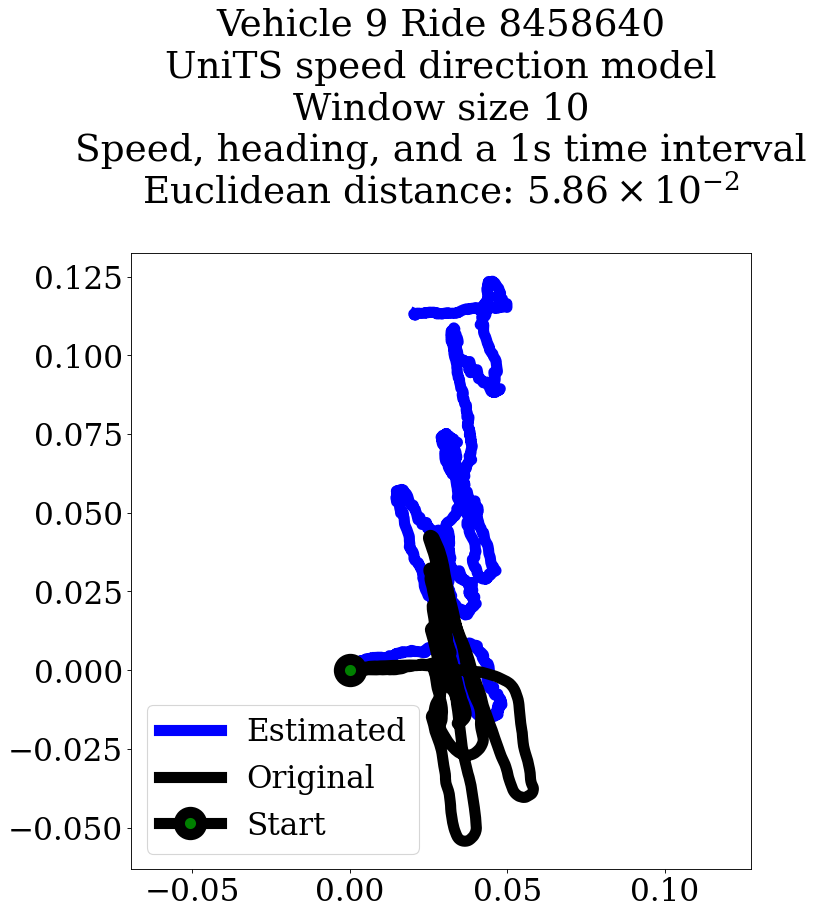 Vehicle 9 Ride 8458640
UniTS speed direction model
Window size 10
Speed, heading, and a 1s time interval
Euclidean distance: 5.86 × 10⁻²
0.125
0.100
0.075
0.050
0.025
0.000
−0.025
−0.050
Estimated
Original
Start
−0.05
0.00
0.05
0.10